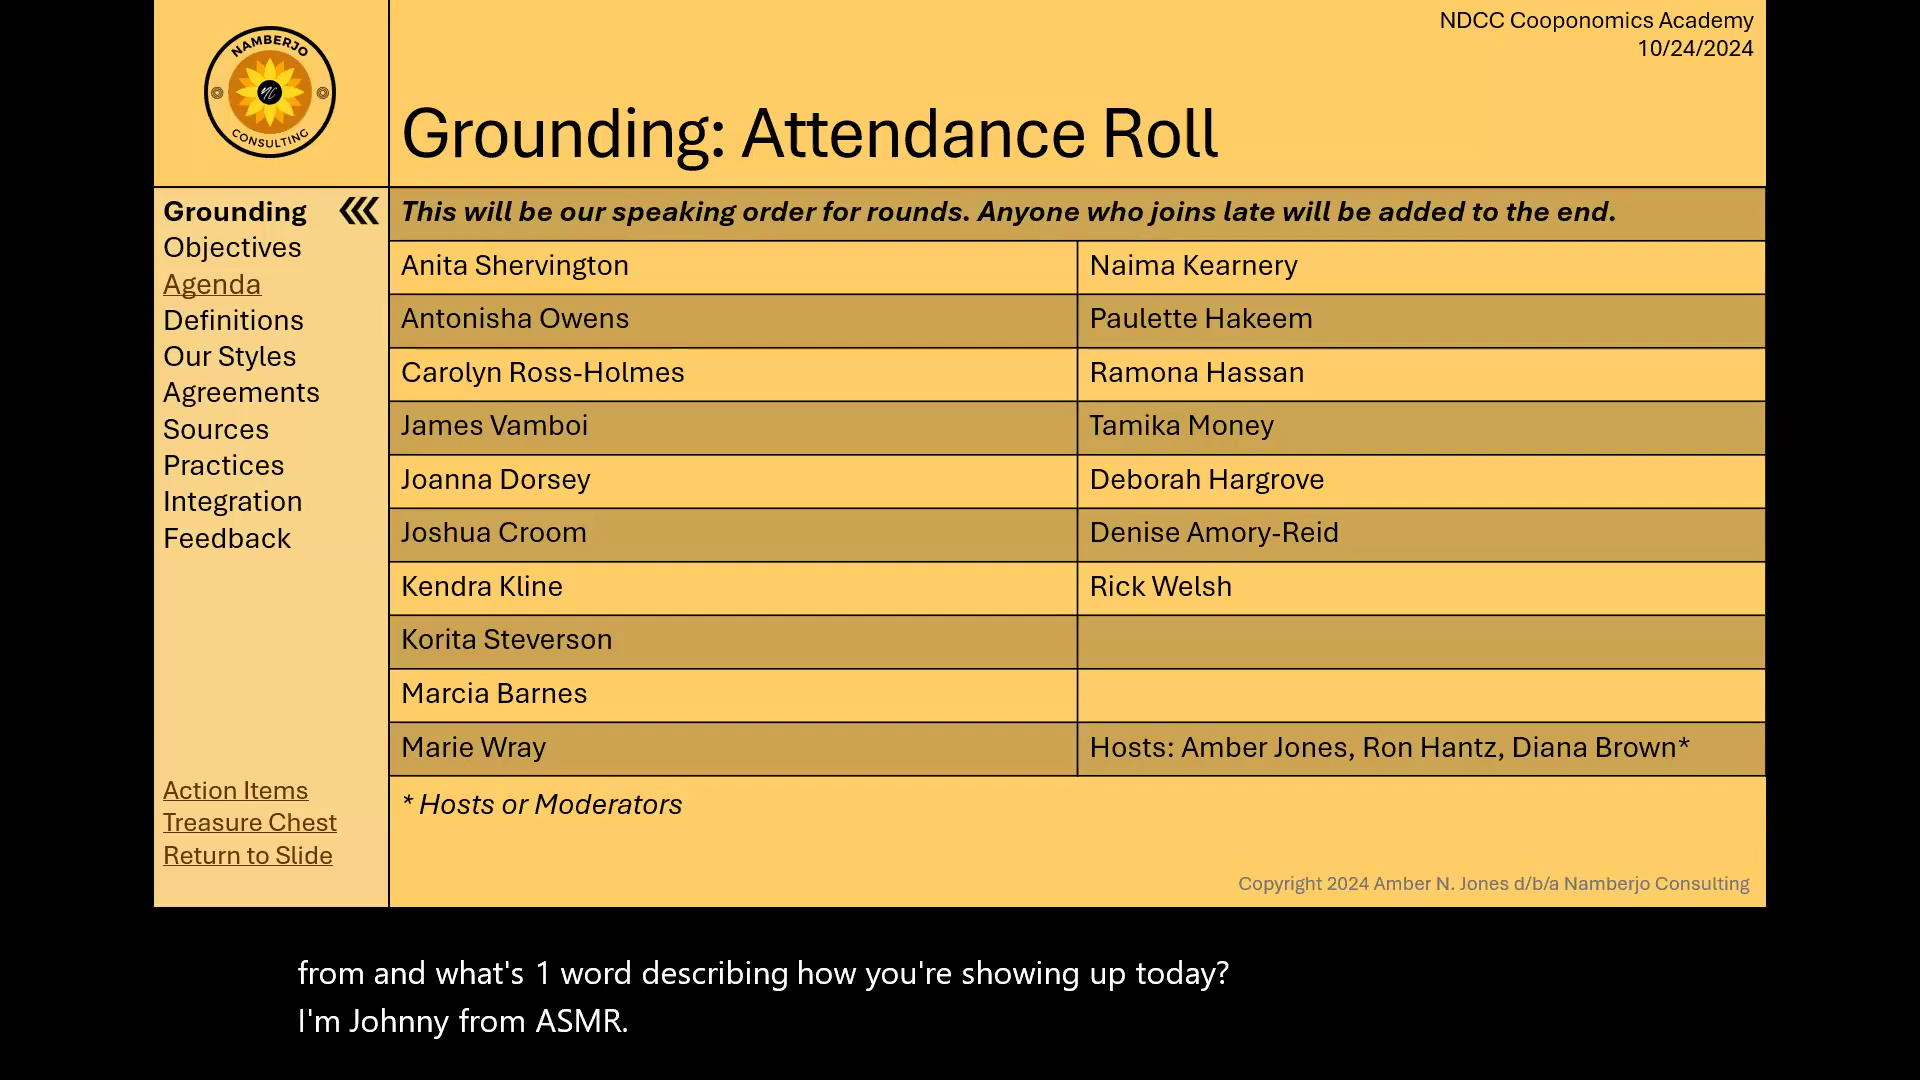 NAMBERJO
CONSULTING
NC
NDCC Cooponomics Academy
10/24/2024
Grounding: Attendance Roll
Grounding
Objectives
Agenda
Definitions
Our Styles
Agreements
Sources
Practices
Integration
Feedback
Action Items
Treasure Chest
Return to Slide
This will be our speaking order for rounds. Anyone who joins late will be added to the end.
Anita Shervington
Naima Kearnery
Antonisha Owens
Paulette Hakeem
Carolyn Ross-Holmes
Ramona Hassan
James Vamboi
Tamika Money
Joanna Dorsey
Deborah Hargrove
Joshua Croom
Denise Amory-Reid
Kendra Kline
Rick Welsh
Korita Steverson
Marcia Barnes
Marie Wray
Hosts: Amber Jones, Ron Hantz, Diana Brown*
* Hosts or Moderators
Copyright 2024 Amber N. Jones d/b/a Namberjo Consulting
from and what's 1 word describing how you're showing up today?
I'm Johnny from ASMR.